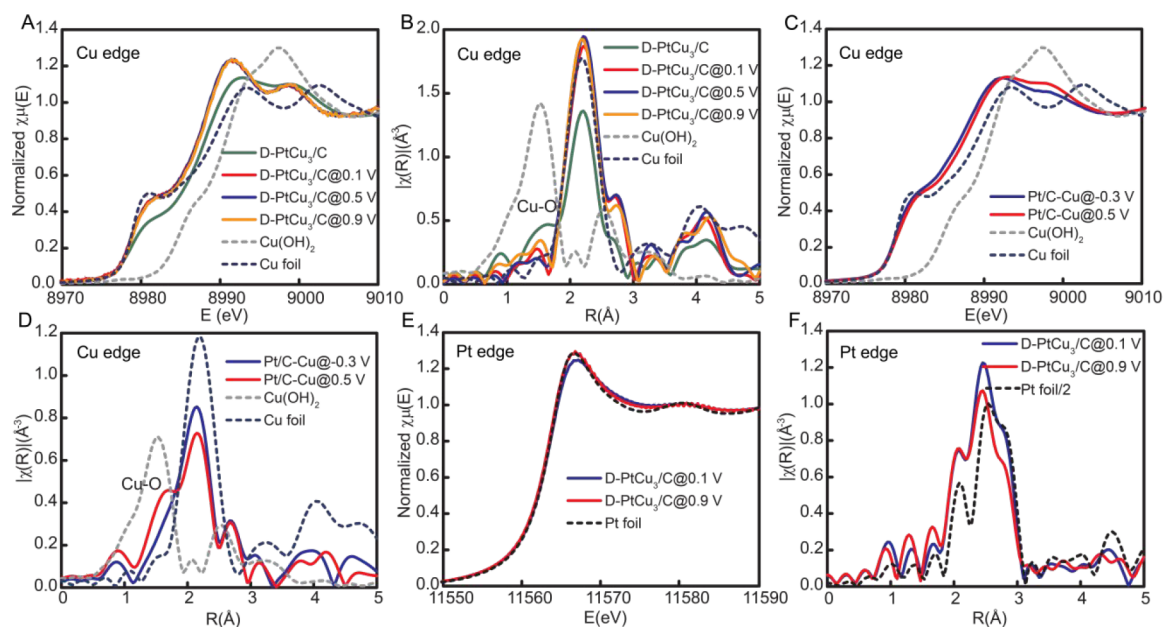 A
Cu edge
Normalized χμ(E)
1.4
1.2
1.0
0.8
0.6
0.4
0.2
0.0
D-PtCu₃/C
D-PtCu₃/C@0.1 V
D-PtCu₃/C@0.5 V
D-PtCu₃/C@0.9 V
Cu(OH)₂
Cu foil
8970 8980 8990 9000 9010
E (eV)
B
Cu edge
|χ(R)|(Å⁻³)
2.0
1.5
1.0
0.5
0.0
D-PtCu₃/C
D-PtCu₃/C@0.1 V
D-PtCu₃/C@0.5 V
D-PtCu₃/C@0.9 V
Cu(OH)₂
Cu foil
Cu-O
0 1 2 3 4 5
R(Å)
C
Cu edge
Normalized χμ(E)
1.4
1.2
1.0
0.8
0.6
0.4
0.2
0.0
Pt/C-Cu@-0.3 V
Pt/C-Cu@0.5 V
Cu(OH)₂
Cu foil
8970 8980 8990 9000 9010
E(eV)
D
Cu edge
|χ(R)|(Å⁻³)
1.2
1.0
0.8
0.6
0.4
0.2
0.0
Pt/C-Cu@-0.3 V
Pt/C-Cu@0.5 V
Cu(OH)₂
Cu foil
Cu-O
0 1 2 3 4 5
R(Å)
E
Pt edge
Normalized χμ(E)
1.4
1.2
1.0
0.8
0.6
0.4
0.2
0.0
D-PtCu₃/C@0.1 V
D-PtCu₃/C@0.9 V
Pt foil
11550 11560 11570 11580 11590
E(eV)
F
Pt edge
|χ(R)|(Å⁻³)
1.4
1.2
1.0
0.8
0.6
0.4
0.2
0.0
D-PtCu₃/C@0.1 V
D-PtCu₃/C@0.9 V
Pt foil/2
0 1 2 3 4 5
R(Å)